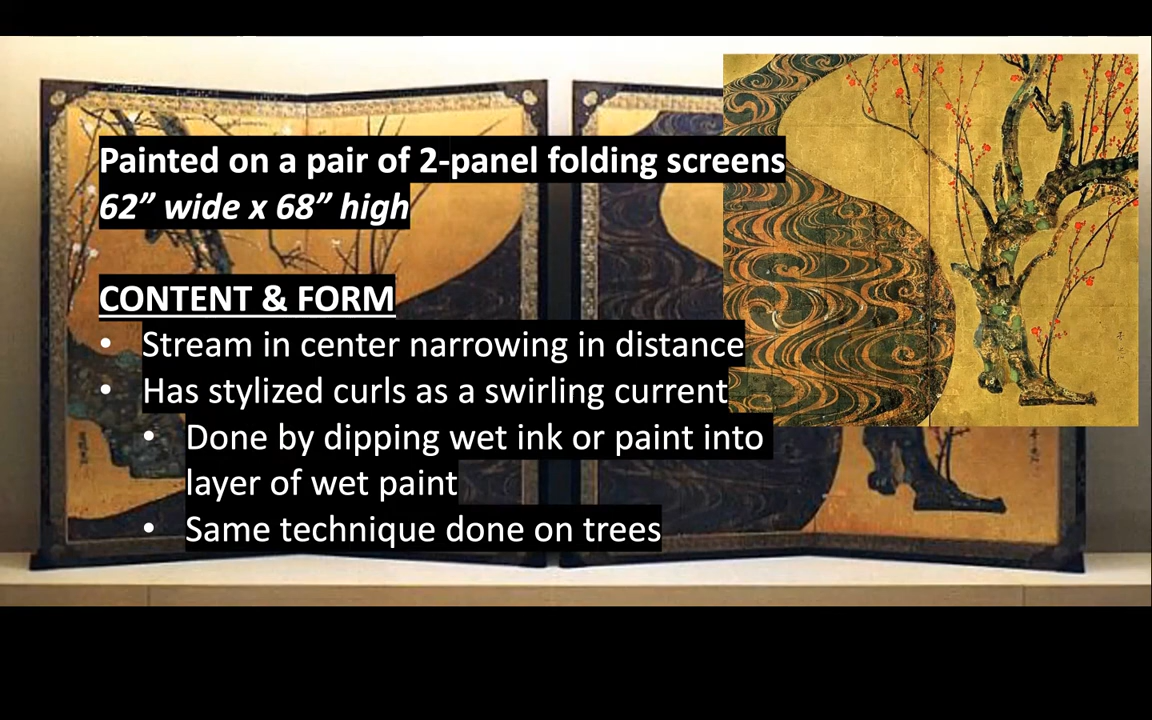 Painted on a pair of 2-panel folding screens
62” wide x 68” high
CONTENT & FORM
• Stream in center narrowing in distance
• Has stylized curls as a swirling current
• Done by dipping wet ink or paint into
layer of wet paint
• Same technique done on trees